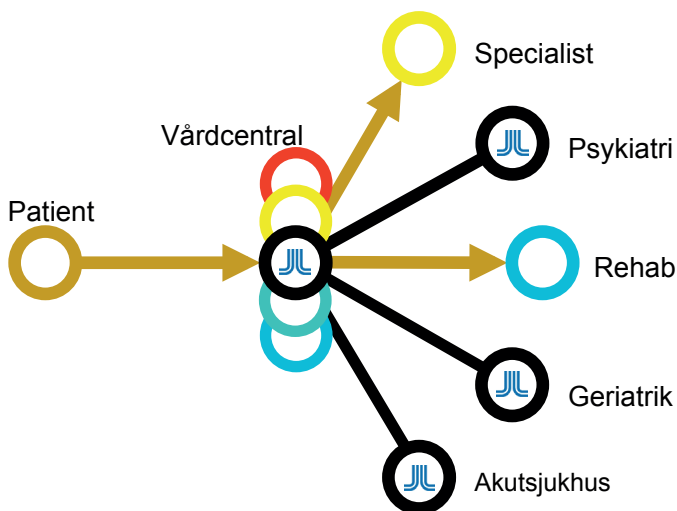 Specialist
Vårdcentral
Psykiatri
Patient
Rehab
Geriatrik
Akutsjukhus